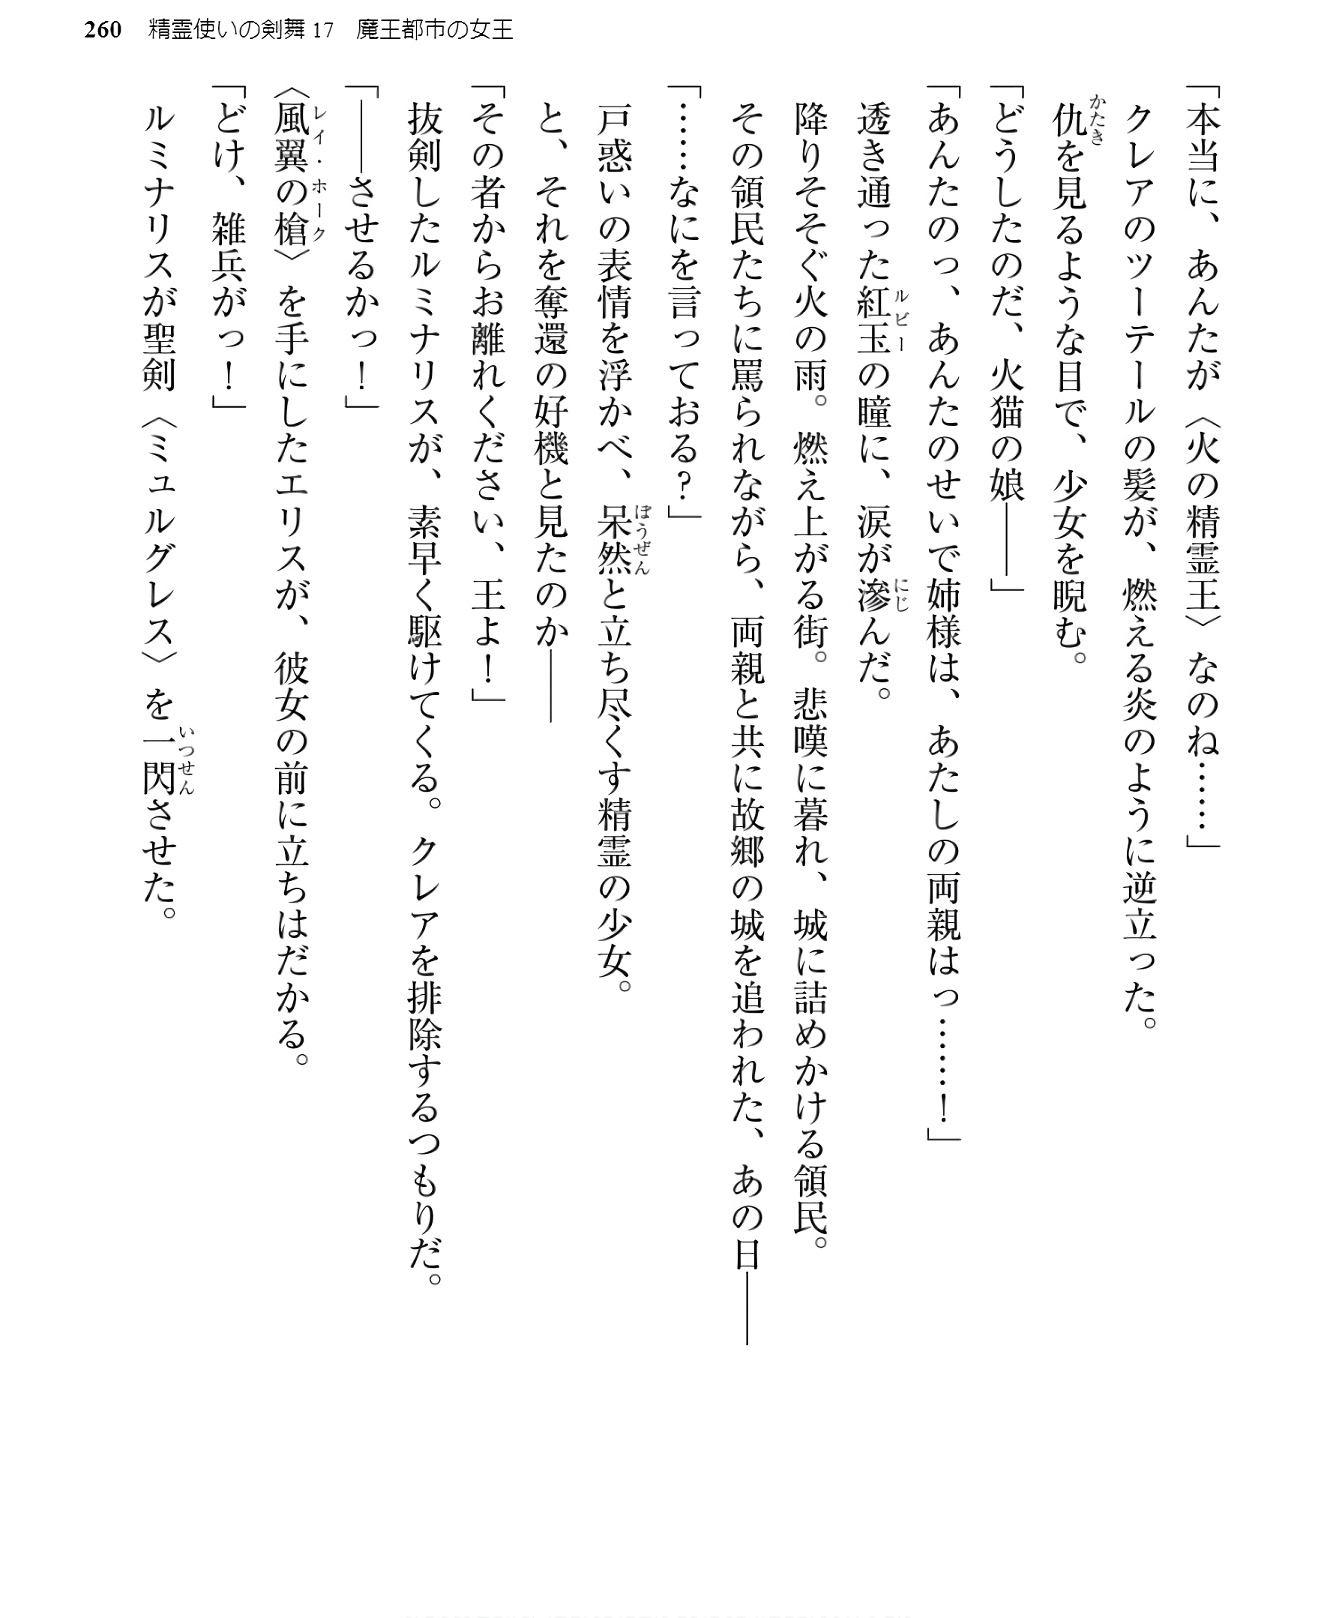 260 精霊使いの剣舞17 魔王都市の女王
「本当に、あんたが〈火の精霊王〉なのね……」
クレアのツーテールの髪が、燃える炎のように逆立った。
仇を見るような目で、少女を睨む。
かたき
「どうしたのだ、火猫の娘――」
「あんたのっ、あんたのせいで姉様は、あたしの両親はっ……！」
透き通った紅玉の瞳に、涙が滲んだ。
ルビー
にじ
降りそそぐ火の雨。燃え上がる街。悲嘆に暮れ、城に詰めかける領民。
その領民たちに罵られながら、両親と共に故郷の城を追われた、あの日――
「……なにを言っておる？」
戸惑いの表情を浮かべ、呆然と立ち尽くす精霊の少女。
ぼうぜん
と、それを奪還の好機と見たのか――
「その者からお離れください、王よ！」
抜剣したルミナリスが、素早く駆けてくる。クレアを排除するつもりだ。
「――させるかっ！」
〈風翼の槍〉を手にしたエリスが、彼女の前に立ちはだかる。
レイ・ホーク
「どけ、雑兵がっ！」
ルミナリスが聖剣〈ミュルグレス〉を一閃させた。
いつせん